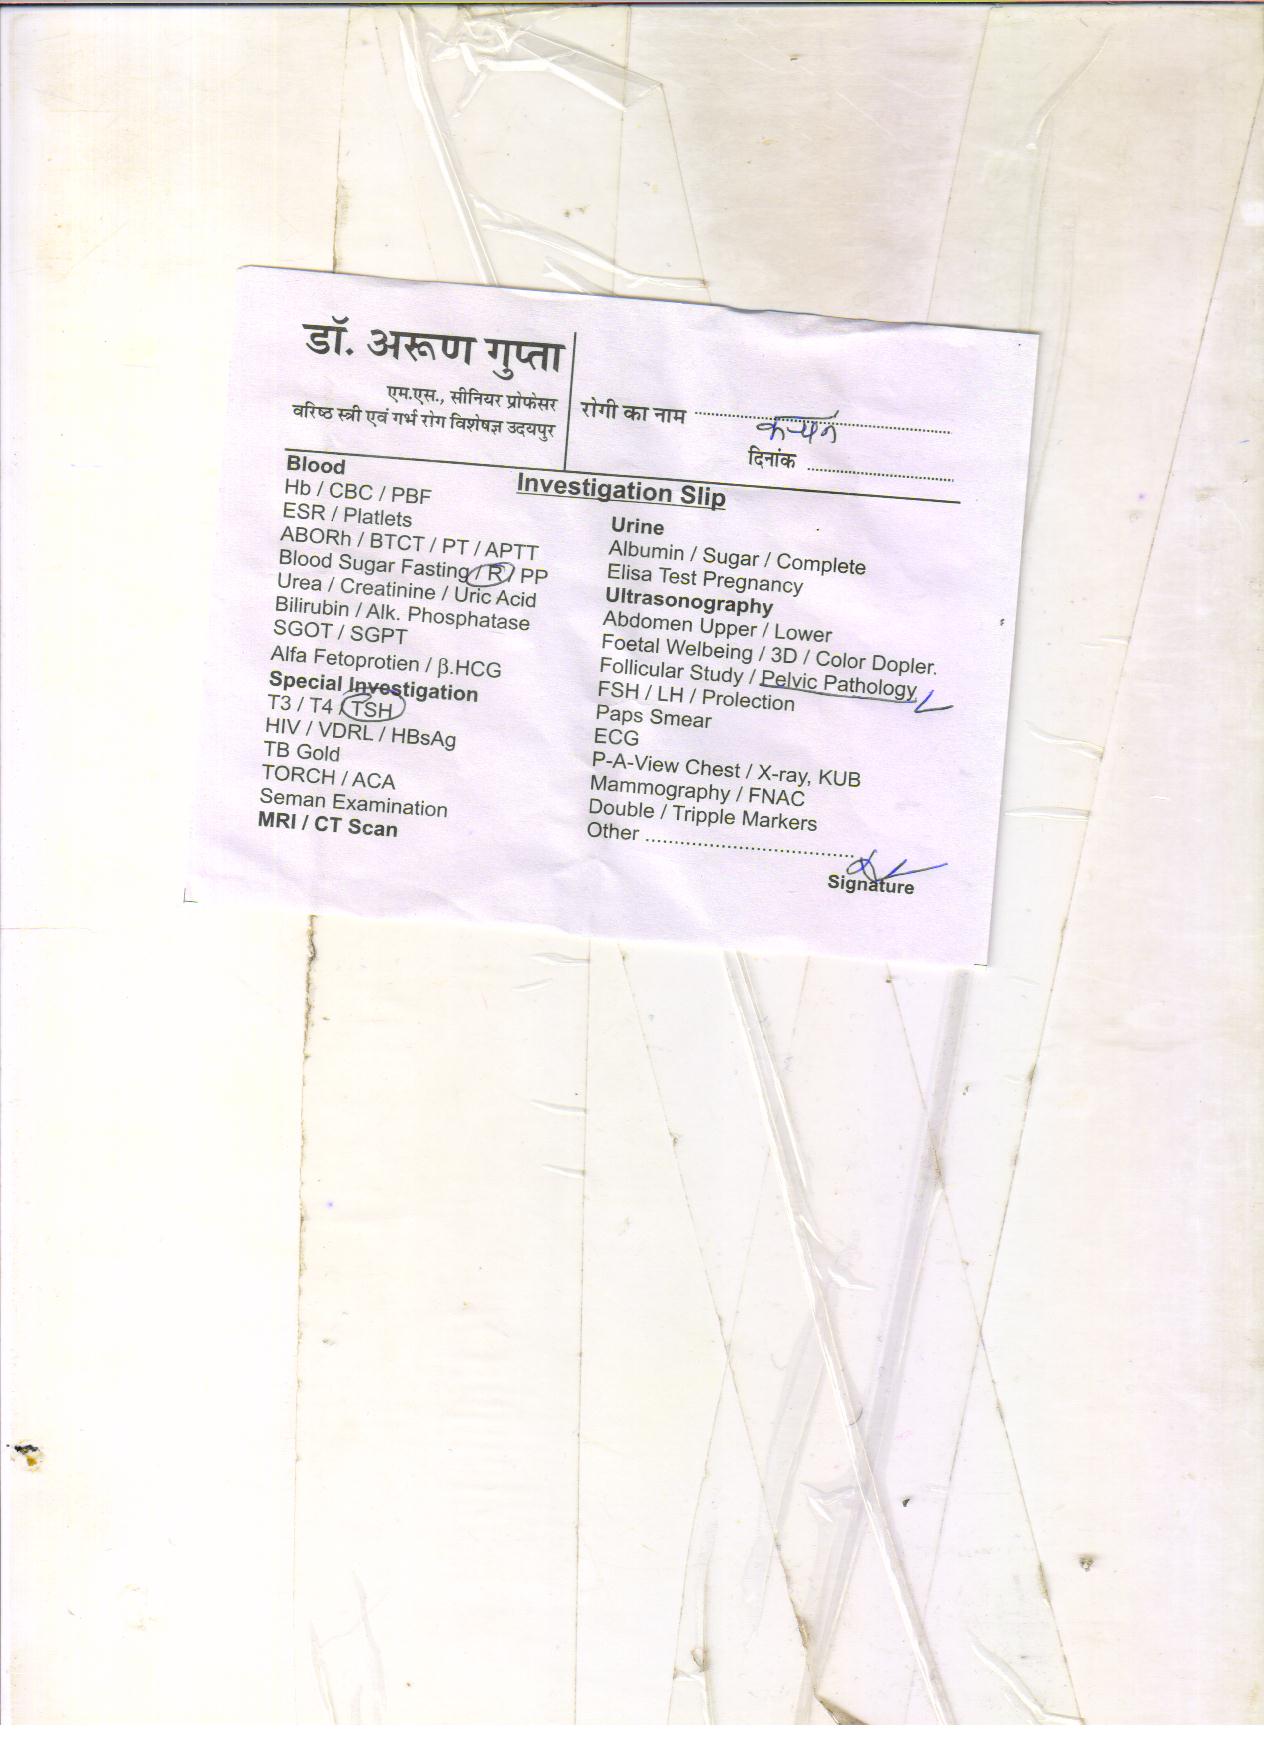 डॉ. अरूण गुप्ता
एम.एस., सीनियर प्रोफेसर
वरिष्ठ स्त्री एवं गर्भ रोग विशेषज्ञ उदयपुर
रोगी का नाम ........................
दिनांक ........................
Investigation Slip
Blood
Hb / CBC / PBF
ESR / Platlets
ABORh / BTCT / PT / APTT
Blood Sugar Fasting / R / PP
Urea / Creatinine / Uric Acid
Bilirubin / Alk. Phosphatase
SGOT / SGPT
Alfa Fetoprotien / β.HCG
Special Investigation
T3 / T4 / TSH
HIV / VDRL / HBsAg
TB Gold
TORCH / ACA
Seman Examination
MRI / CT Scan
Urine
Albumin / Sugar / Complete
Elisa Test Pregnancy
Ultrasonography
Abdomen Upper / Lower
Foetal Welbeing / 3D / Color Dopler.
Follicular Study / Pelvic Pathology
FSH / LH / Prolection
Paps Smear
ECG
P-A-View Chest / X-ray, KUB
Mammography / FNAC
Double / Tripple Markers
Other ........................
Signature